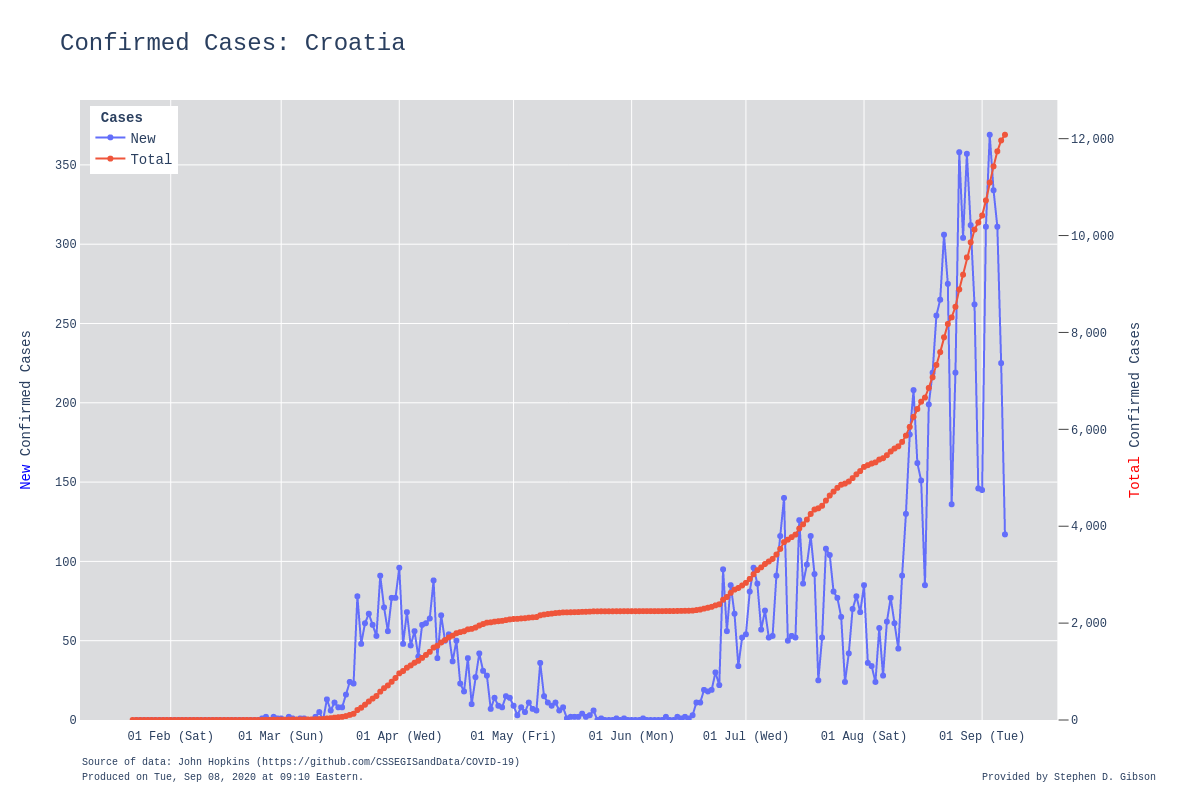 Confirmed Cases: Croatia
Cases
New
Total
350
300
250
200
150
100
50
0
12,000
10,000
8,000
6,000
4,000
2,000
0
New Confirmed Cases
Total Confirmed Cases
01 Feb (Sat)
01 Mar (Sun)
01 Apr (Wed)
01 May (Fri)
01 Jun (Mon)
01 Jul (Wed)
01 Aug (Sat)
01 Sep (Tue)
Source of data: John Hopkins (https://github.com/CSSEGISandData/COVID-19)
Produced on Tue, Sep 08, 2020 at 09:10 Eastern.
Provided by Stephen D. Gibson